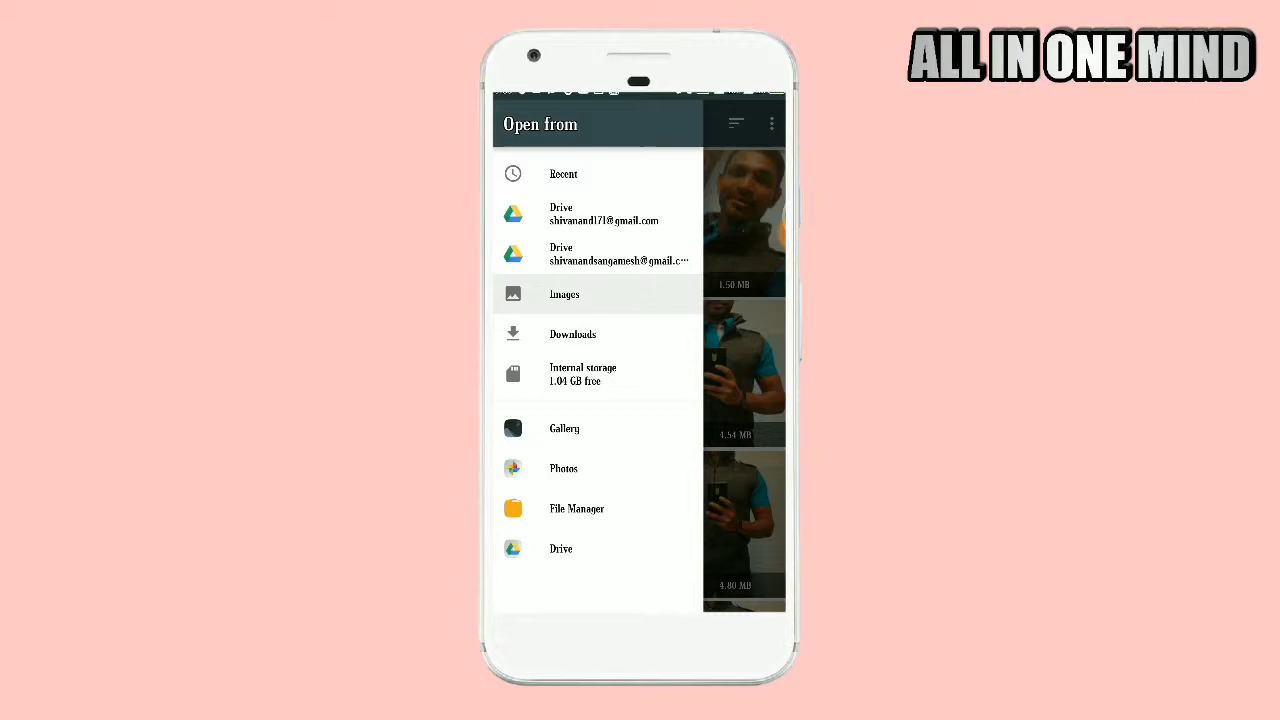 ALL IN ONE MIND
Open from
Recent
Drive
shivanand171@gmail.com
Drive
shivanandsangamesh@gmail.c···
Images
Downloads
Internal storage
1.04 GB free
Gallery
Photos
File Manager
Drive
1.50 MB
4.54 MB
4.80 MB